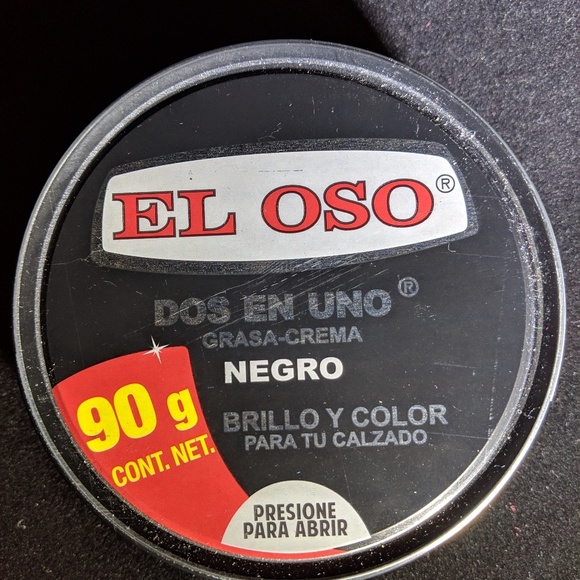 EL OSO®
DOS EN UNO®
GRASA-CREMA
NEGRO
90 g
CONT. NET.
BRILLO Y COLOR
PARA TU CALZADO
PRESIONE
PARA ABRIR